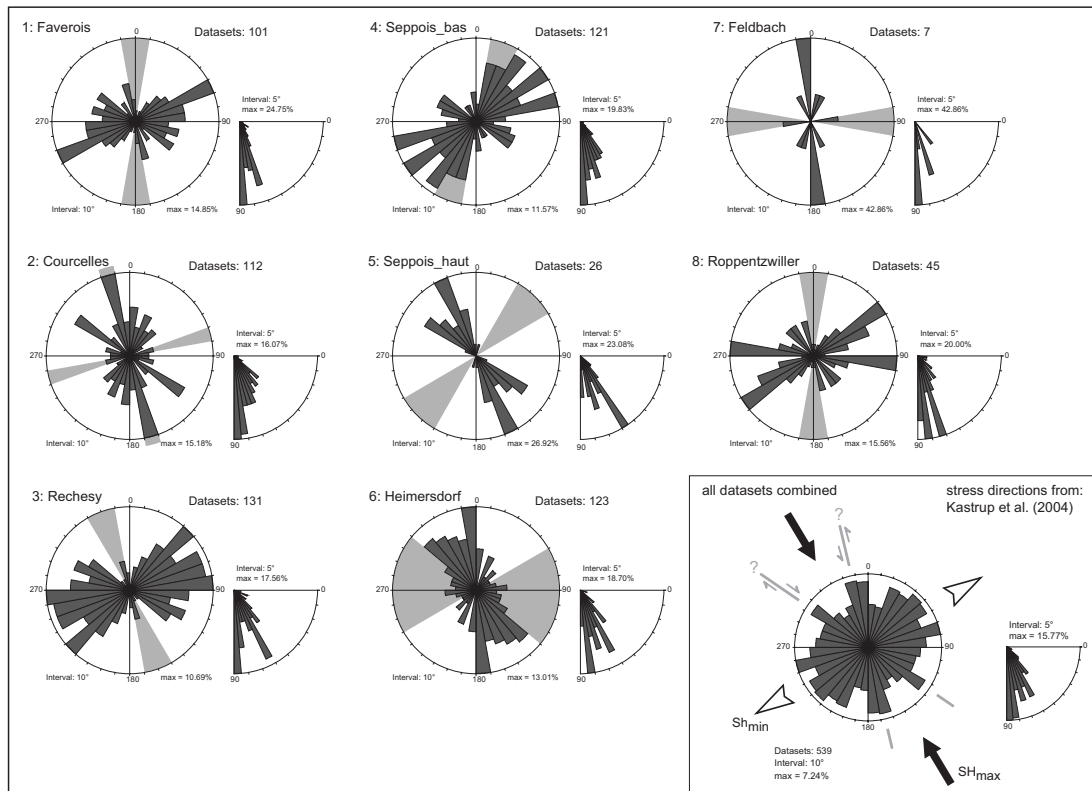 1: Faverois
Datasets: 101
0
Interval: 5°
max = 24.75%
270
90
0
Interval: 10°
180
max = 14.85%
90
4: Seppois_bas
Datasets: 121
0
Interval: 5°
max = 19.83%
270
90
0
Interval: 10°
180
max = 11.57%
90
7: Feldbach
Datasets: 7
0
Interval: 5°
max = 42.86%
270
90
0
Interval: 10°
180
max = 42.86%
90
2: Courcelles
Datasets: 112
0
Interval: 5°
max = 16.07%
270
90
0
Interval: 10°
180
max = 15.18%
90
5: Seppois_haut
Datasets: 26
0
Interval: 5°
max = 23.08%
270
90
0
Interval: 10°
180
max = 26.92%
90
8: Roppentzwiller
Datasets: 45
0
Interval: 5°
max = 20.00%
270
90
0
Interval: 10°
180
max = 15.56%
90
3: Rechesy
Datasets: 131
0
Interval: 5°
max = 17.56%
270
90
0
Interval: 10°
180
max = 10.69%
90
6: Heimersdorf
Datasets: 123
0
Interval: 5°
max = 18.70%
270
90
0
Interval: 10°
180
max = 13.01%
90
all datasets combined
stress directions from:
Kastrup et al. (2004)
?
?
0
Interval: 5°
max = 15.77%
270
90
0
Shmin
180
90
Datasets: 539
Interval: 10°
max = 7.24%
SHmax